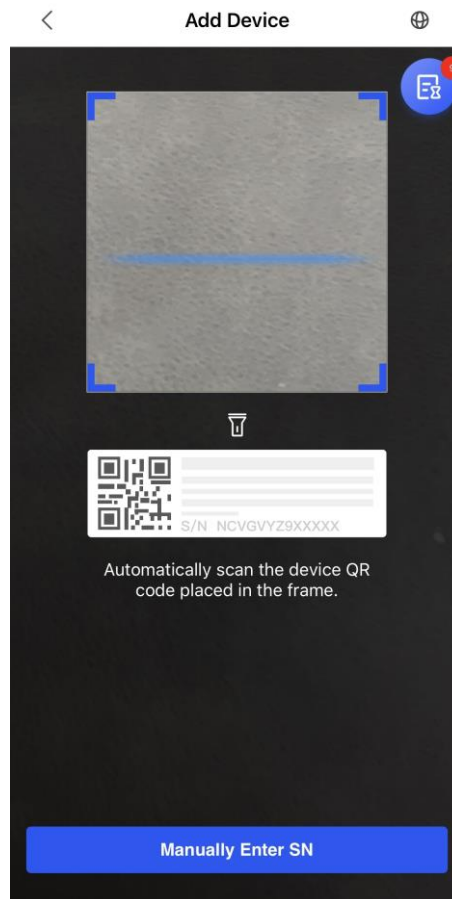 Add Device
S/N NCVGVYZ9XXXXX
Automatically scan the device QR
code placed in the frame.
Manually Enter SN